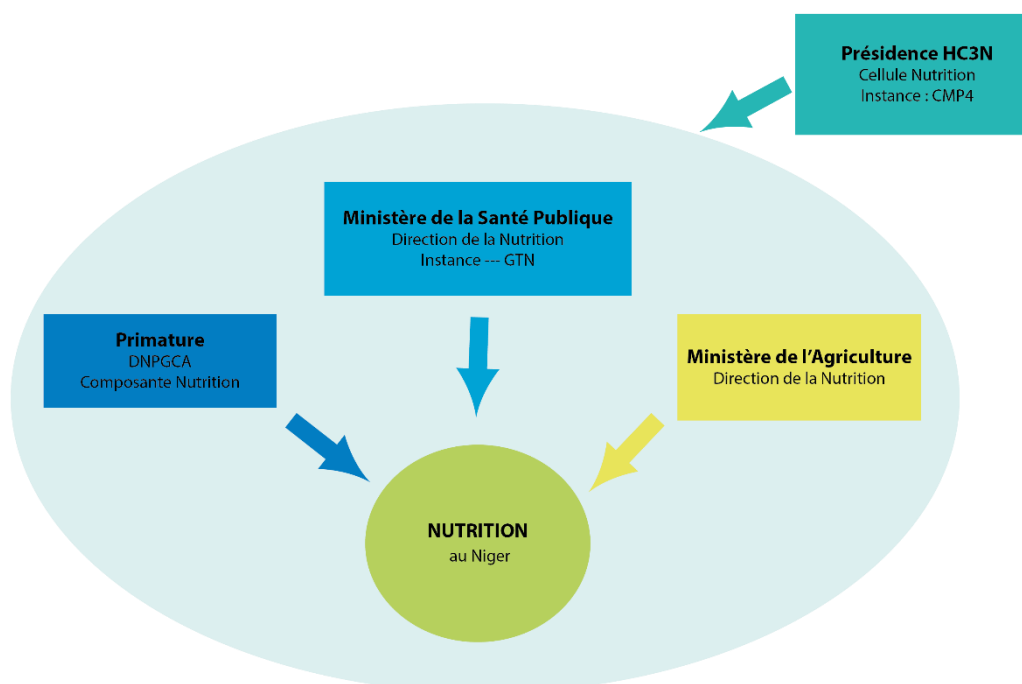 Présidence HC3N
Cellule Nutrition
Instance : CMP4
Ministère de la Santé Publique
Direction de la Nutrition
Instance --- GTN
Primature
DNPGCA
Composante Nutrition
Ministère de l'Agriculture
Direction de la Nutrition
NUTRITION
au Niger